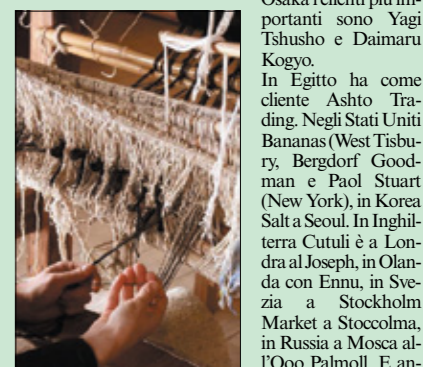 Osaka i clienti più im-
portanti sono Yagi
Tshusho e Daimaru
Kogyo.
In Egitto ha come
cliente Ashto Tra-
ding. Negli Stati Uniti
Bananas (West Tisbu-
ry, Bergdorf Good-
man e Paol Stuart
(New York), in Korea
Salt a Seoul. In Inghil-
terra Cutuli è a Lon-
dra al Joseph, in Olan-
da con Ennu, in Sve-
zia a Stockholm
Market a Stoccolma,
in Russia a Mosca al-
l'Ooo Palmoll. E an-